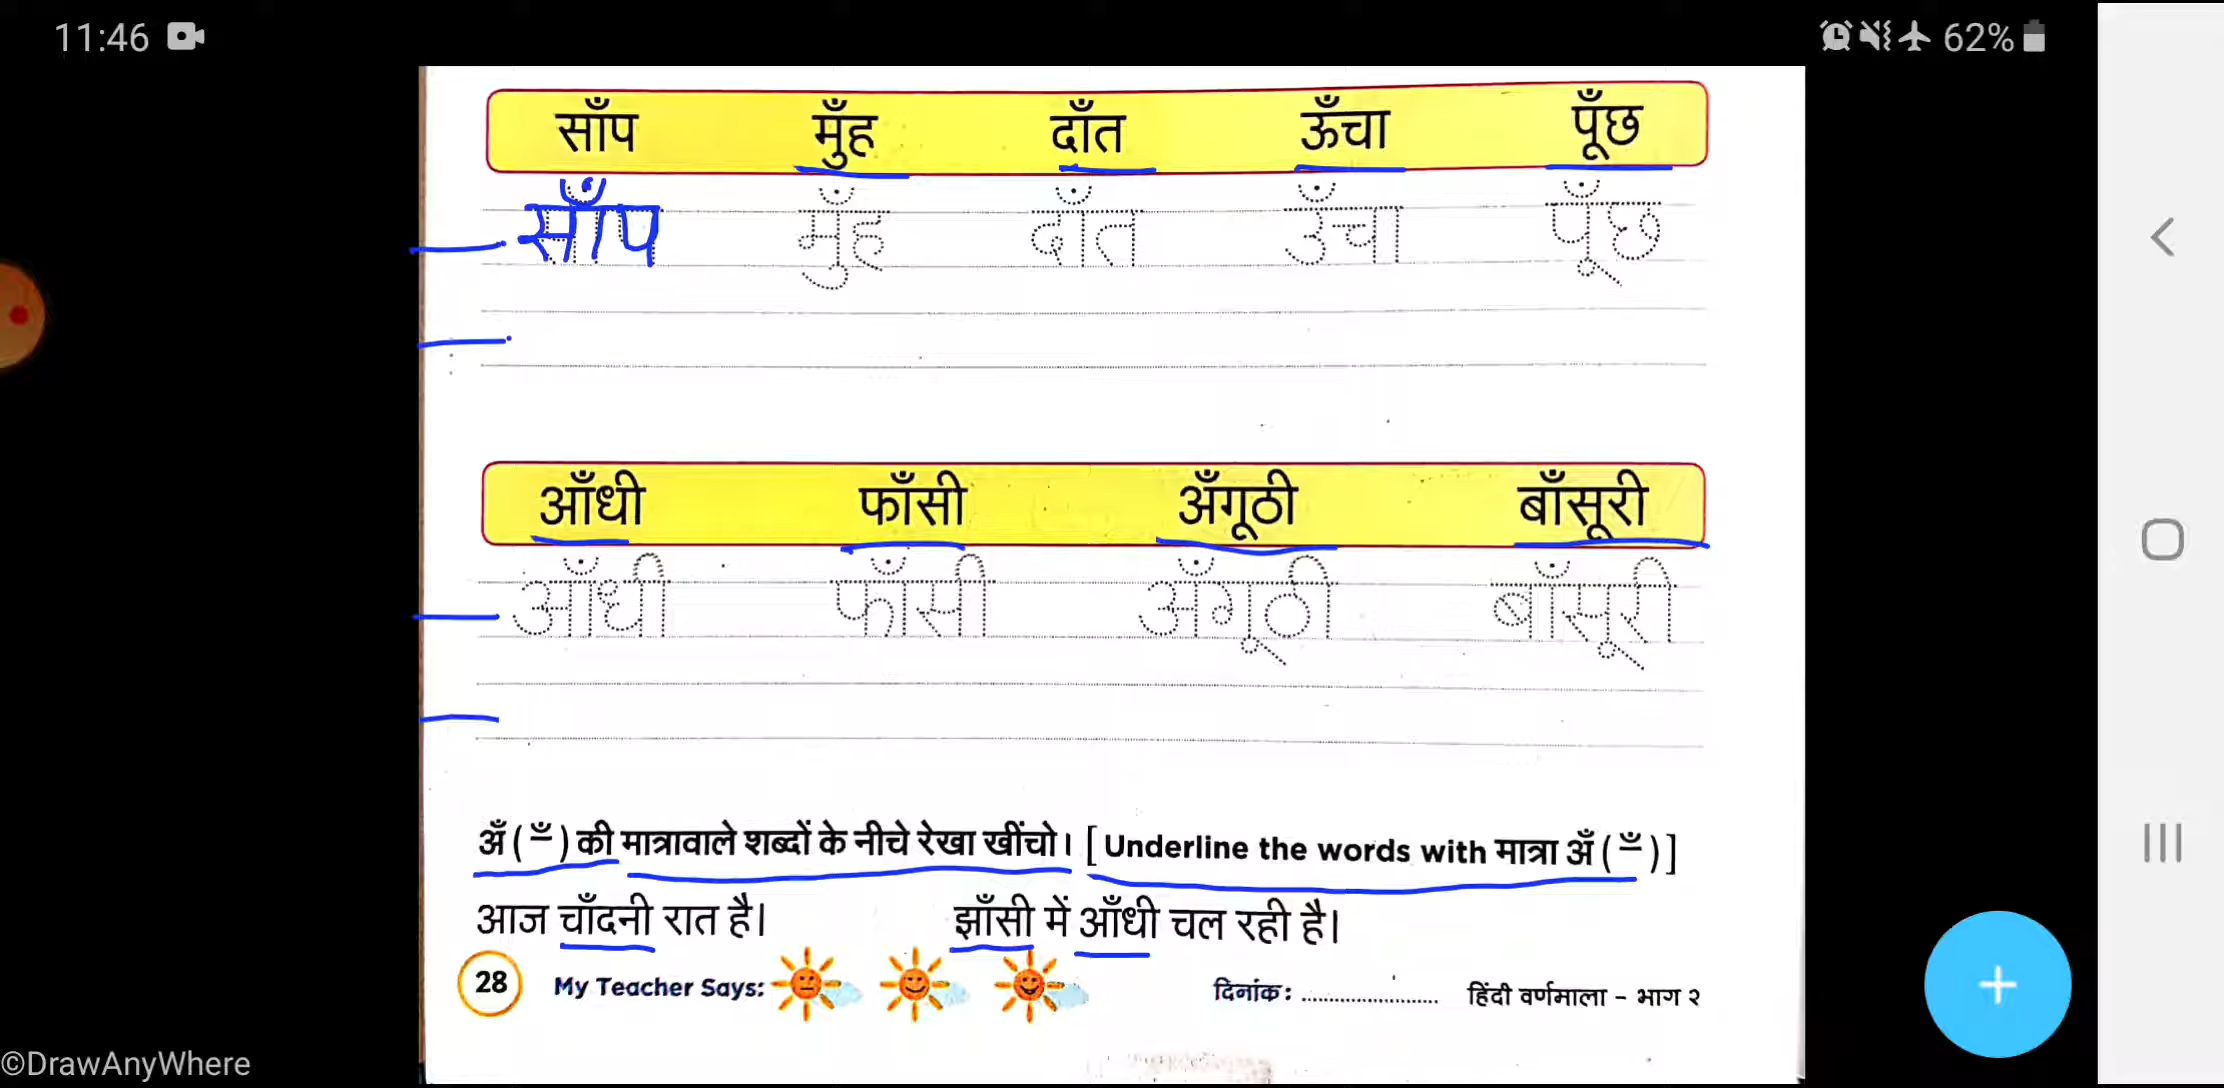 11:46 62%
साँप मुँह दाँत ऊँचा पूँछ
साँप मुँह दाँत उँचा पूँछ
आँधी फाँसी अँगूठी बाँसूरी
आँधी फाँसी अँगूठी बाँसूरी
अँ ( ँ ) की मात्रावाले शब्दों के नीचे रेखा खींचो। [ Underline the words with मात्रा अँ ( ँ ) ]
आज चाँदनी रात है। झाँसी में आँधी चल रही है।
28 My Teacher Says: दिनांक : ........................ हिंदी वर्णमाला - भाग २
©DrawAnyWhere